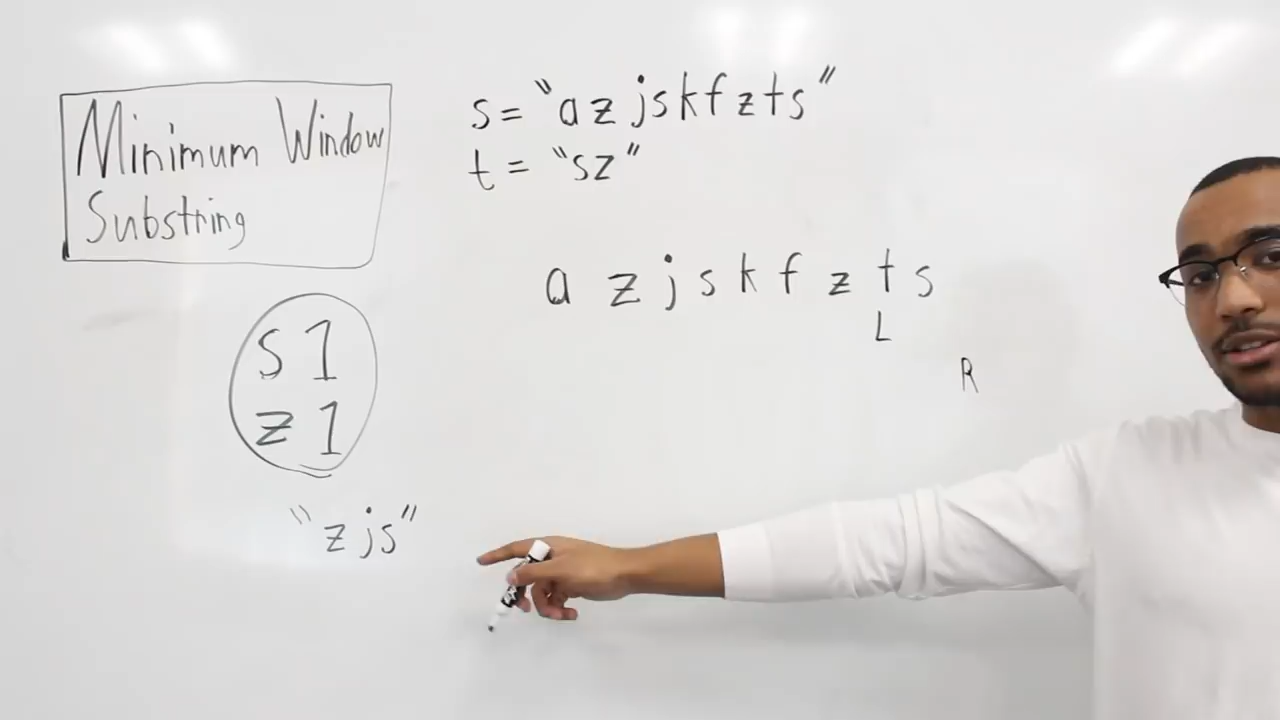 Minimum Window
Substring
s = "azjskfzts"
t = "sz"
a z j s k f z t s
L
R
s 1
z 1
"zjs"